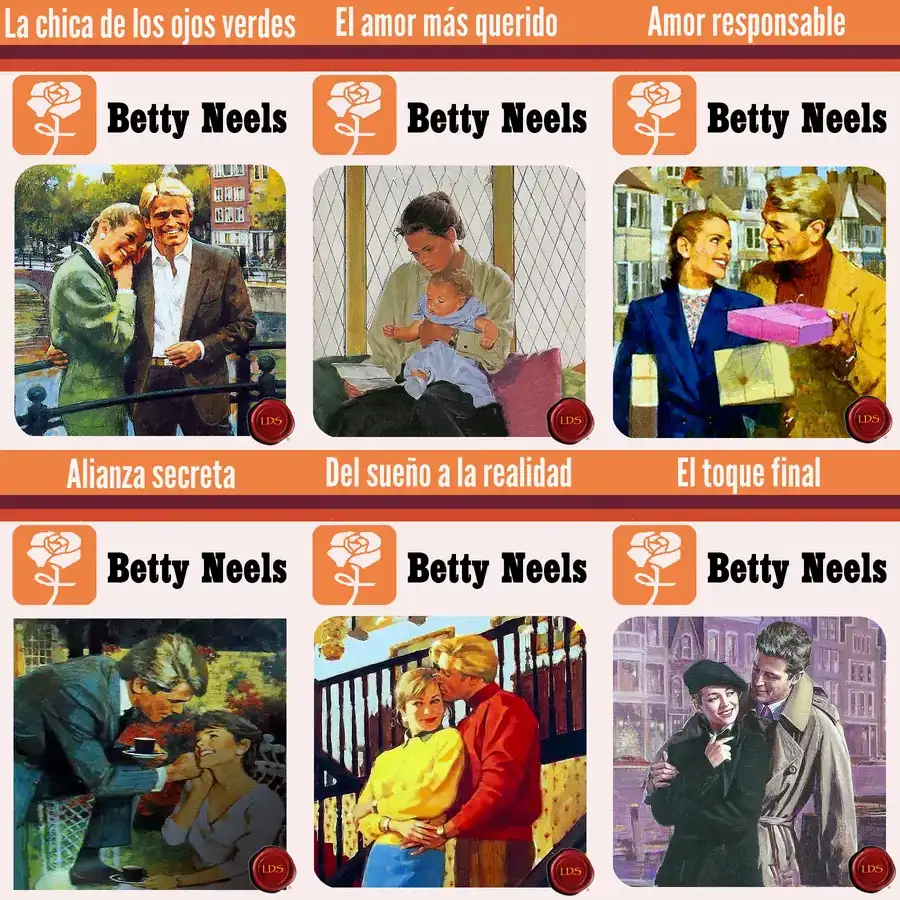 La chica de los ojos verdes
El amor más querido
Amor responsable
Betty Neels
Betty Neels
Betty Neels
LDS
LDS
LDS
Alianza secreta
Del sueño a la realidad
El toque final
Betty Neels
Betty Neels
Betty Neels
LDS
LDS
LDS